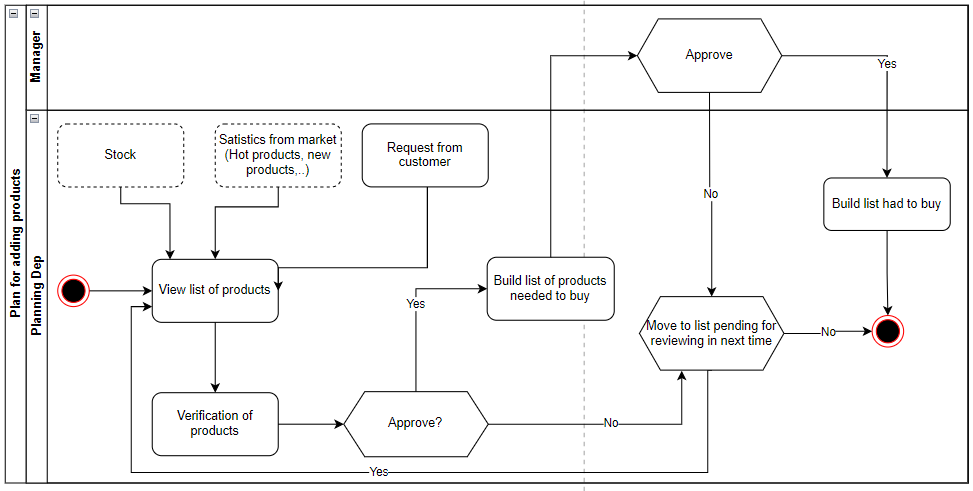 Plan for adding products
Manager
Approve
Yes
Planning Dep
Stock
Satistics from market
(Hot products, new
products,..)
Request from
customer
No
Build list had to buy
View list of products
Build list of products
needed to buy
Yes
Move to list pending for
reviewing in next time
No
Verification of
products
Approve?
No
Yes